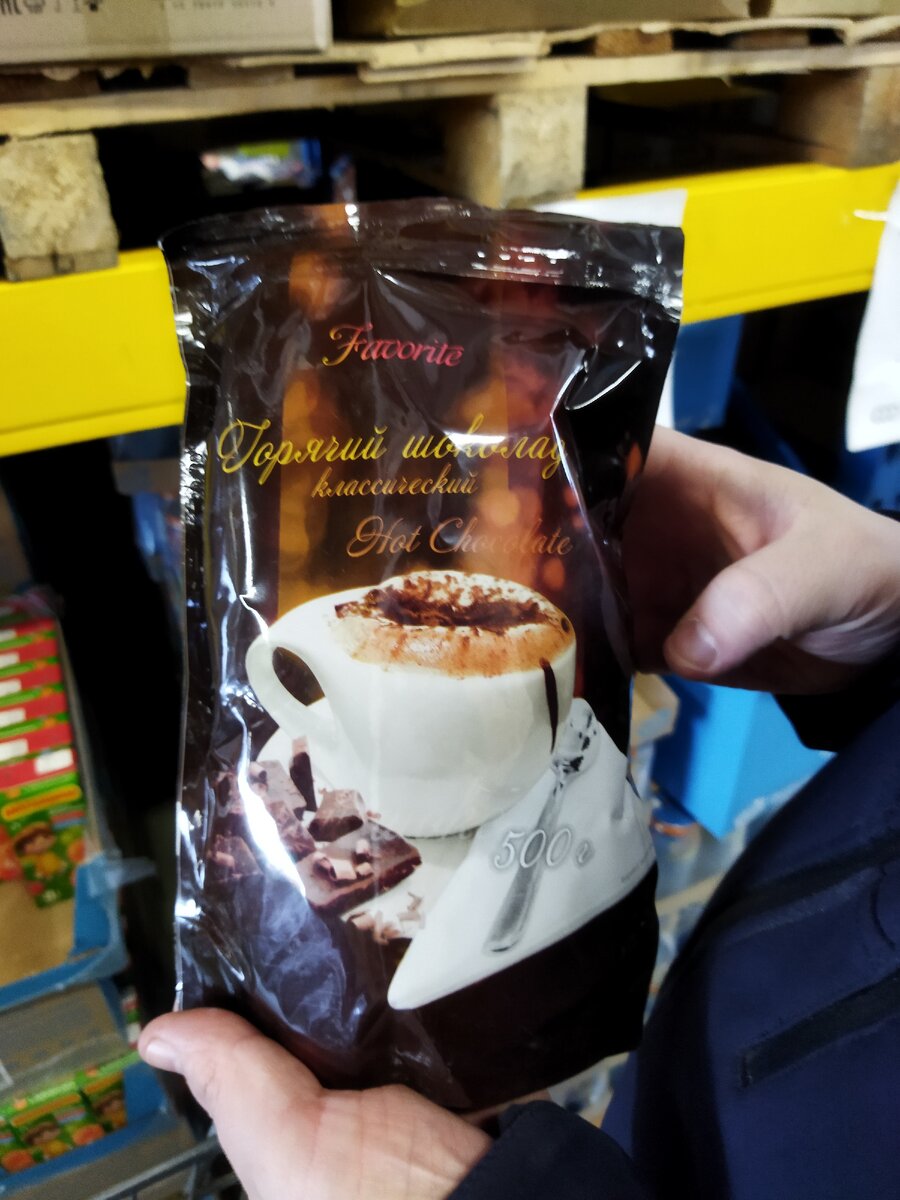 Favorite
Горячий шоколад
классический
Hot Chocolate
500 г